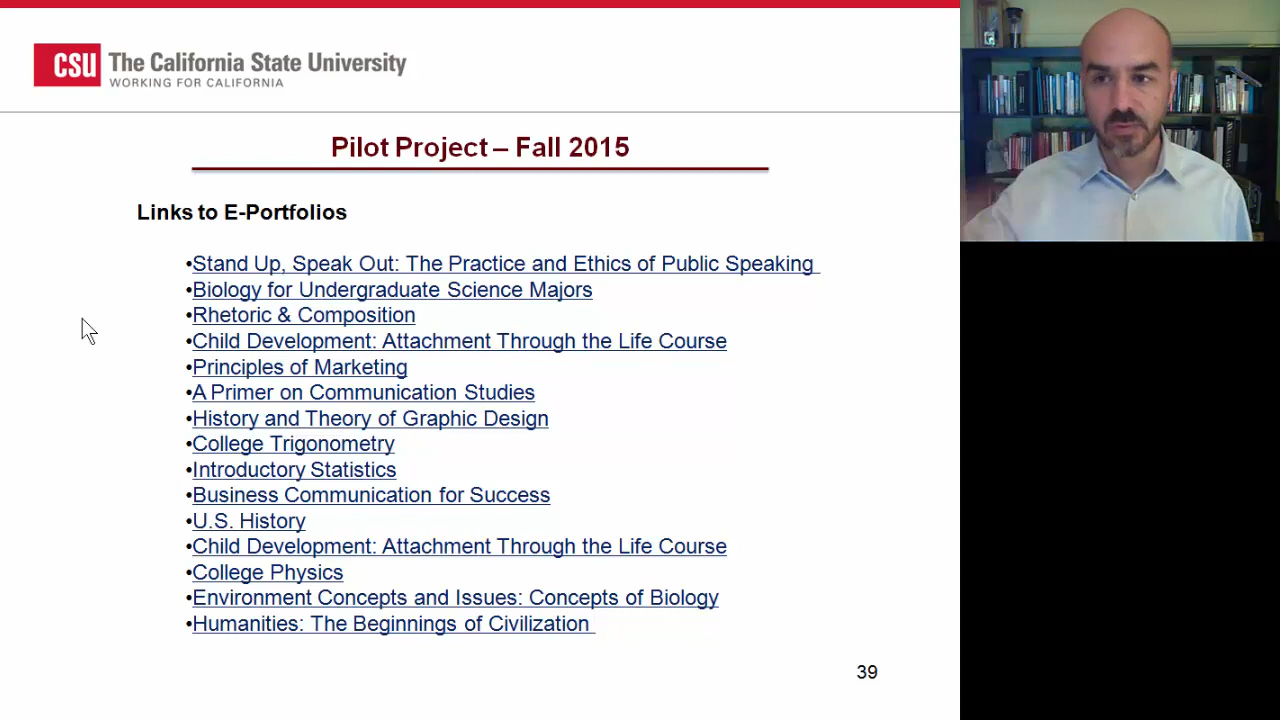 CSU The California State University
WORKING FOR CALIFORNIA
Pilot Project – Fall 2015
Links to E-Portfolios
•Stand Up, Speak Out: The Practice and Ethics of Public Speaking
•Biology for Undergraduate Science Majors
•Rhetoric & Composition
•Child Development: Attachment Through the Life Course
•Principles of Marketing
•A Primer on Communication Studies
•History and Theory of Graphic Design
•College Trigonometry
•Introductory Statistics
•Business Communication for Success
•U.S. History
•Child Development: Attachment Through the Life Course
•College Physics
•Environment Concepts and Issues: Concepts of Biology
•Humanities: The Beginnings of Civilization
39